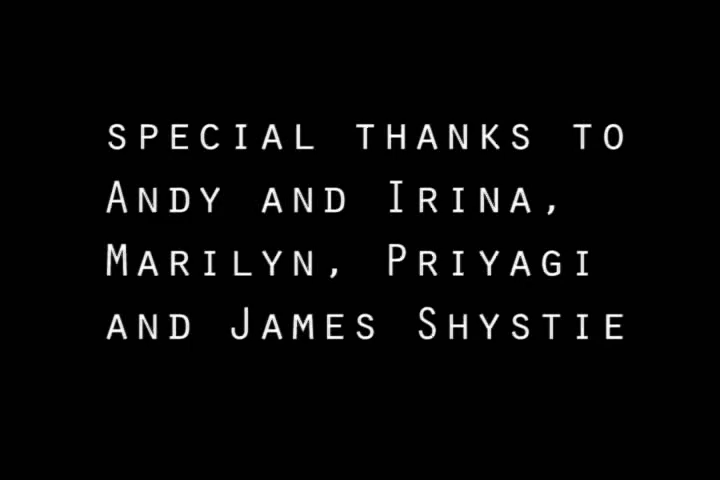 special thanks to
Andy and Irina,
Marilyn, Priyagi
and James Shystie